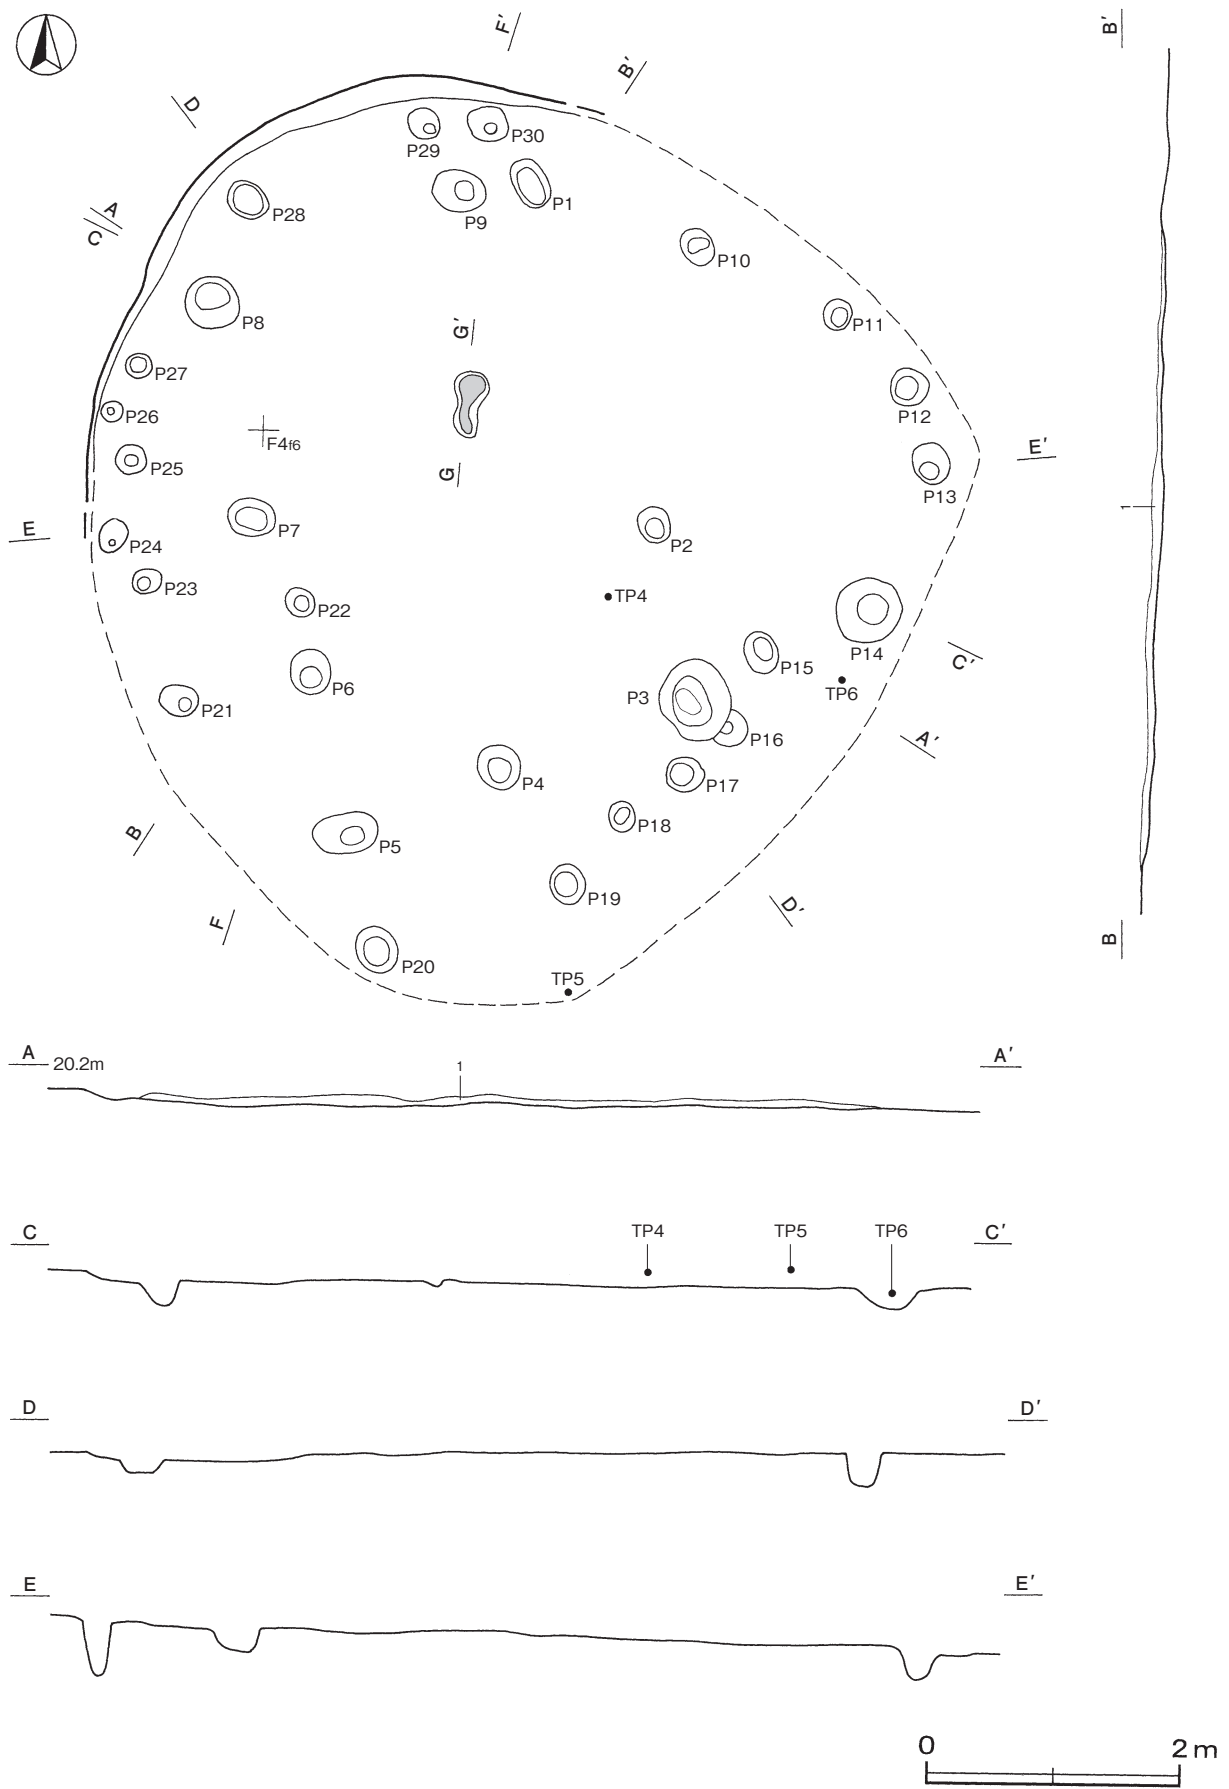 F′
B′
B′
D
P29
P30
P28
P9
P1
A
C
P10
P8
G′
P11
P27
P26
P12
F4f6
P25
G
E′
P13
1
E
P7
P24
P2
P23
TP4
P22
P14
P15
C′
P6
P3
TP6
P21
P16
A′
P4
P17
P18
B
P5
P19
D′
F
B
P20
TP5
A 20.2m
1
A′
C
TP4
TP5
TP6
C′
D
D′
E
E′
0
2m